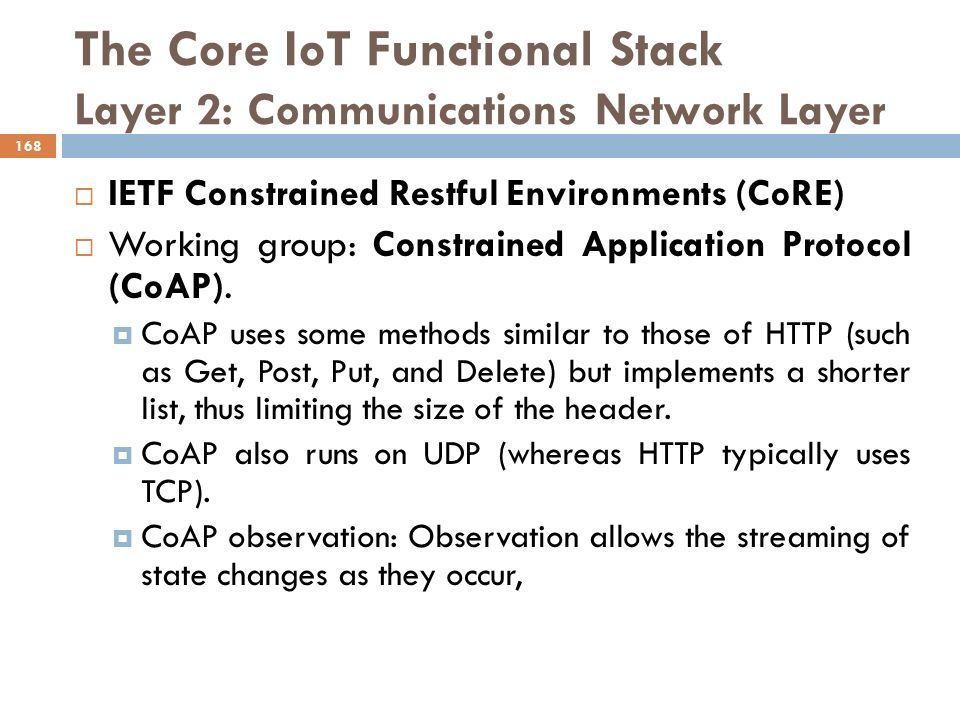 The Core IoT Functional Stack
Layer 2: Communications Network Layer
168
IETF Constrained Restful Environments (CoRE)
Working group: Constrained Application Protocol
(CoAP).
CoAP uses some methods similar to those of HTTP (such
as Get, Post, Put, and Delete) but implements a shorter
list, thus limiting the size of the header.
CoAP also runs on UDP (whereas HTTP typically uses
TCP).
CoAP observation: Observation allows the streaming of
state changes as they occur,